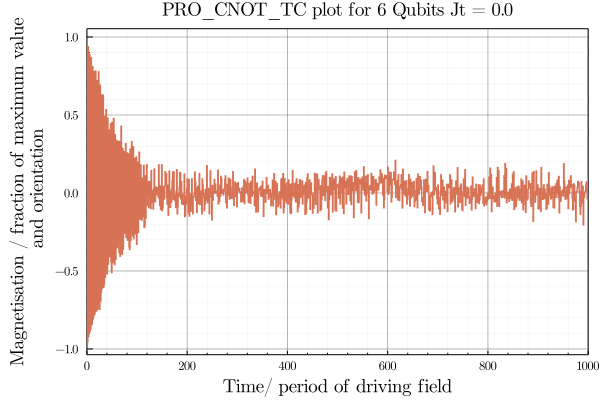 PRO_CNOT_TC plot for 6 Qubits Jt = 0.0
Magnetisation / fraction of maximum value
and orientation
1.0
0.5
0.0
−0.5
−1.0
0
200
400
600
800
1000
Time/ period of driving field